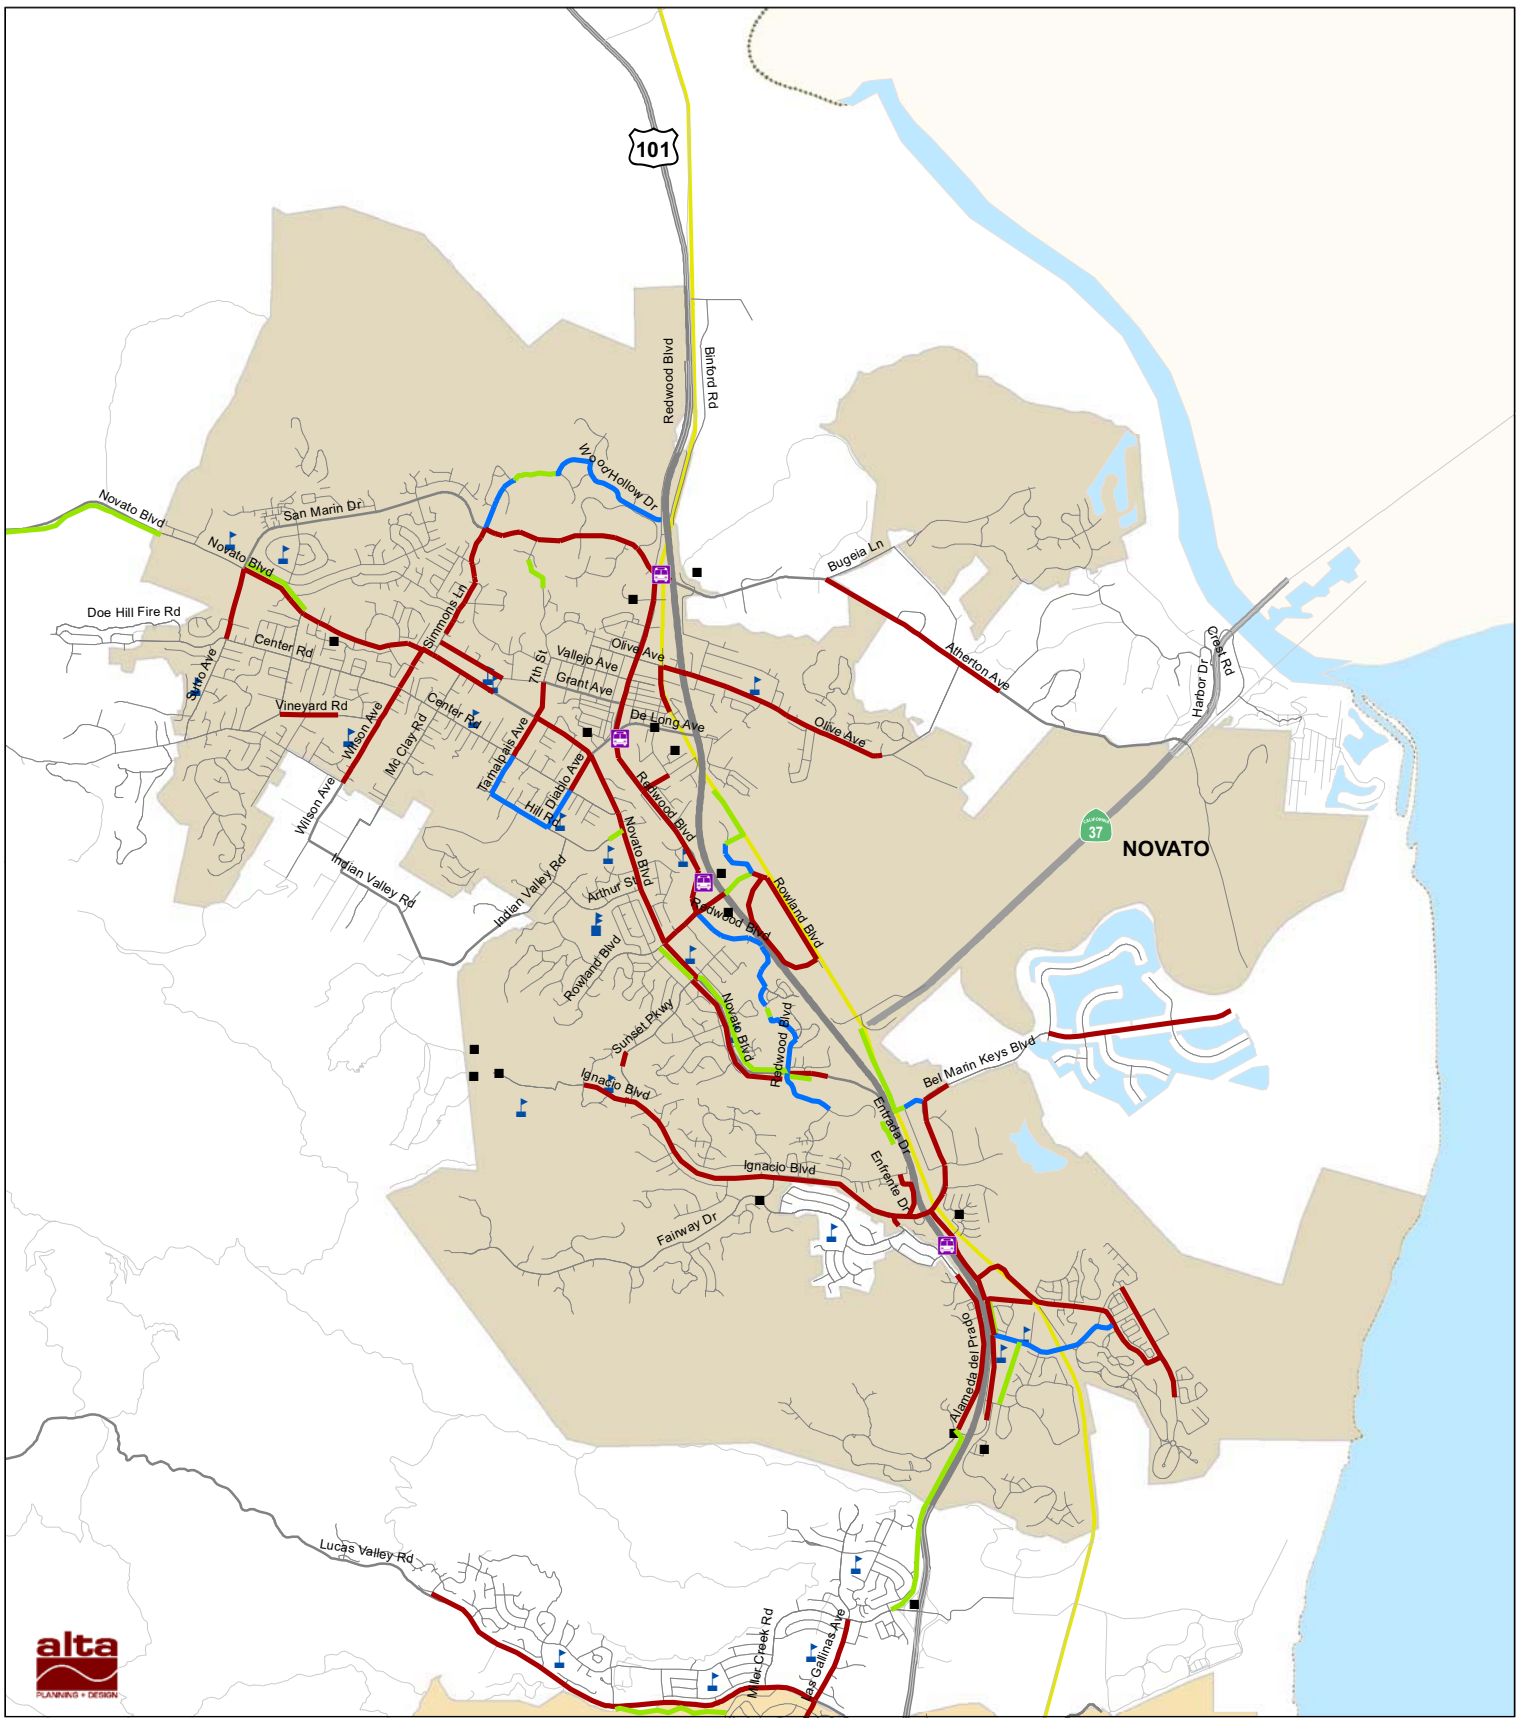 101
Redwood Blvd
Binford Rd
Wood Hollow Dr
Novato Blvd
San Marin Dr
Novato Blvd
Bugeia Ln
Doe Hill Fire Rd
Simmons Ln
Center Rd
Sutro Ave
Olive Ave
Vallejo Ave
7th St
Grant Ave
Atherton Ave
Crest Rd
Harbor Dr
Vineyard Rd
Wilson Ave
Center Rd
Mc Clay Rd
De Long Ave
Olive Ave
Tamalpais Ave
Diablo Ave
Redwood Blvd
Wilson Ave
Hill Rd
CALIFORNIA
37
NOVATO
Novato Blvd
Indian Valley Rd
Indian Valley Rd
Arthur St
Redwood Blvd
Rowland Blvd
Rowland Blvd
Novato Blvd
Redwood Blvd
Sunset Pkwy
Bel Marin Keys Blvd
Ignacio Blvd
Entrada Dr
Ignacio Blvd
Enfrente Dr
Fairway Dr
Alameda del Prado
Lucas Valley Rd
Miller Creek Rd
Las Gallinas Ave
alta
PLANNING + DESIGN